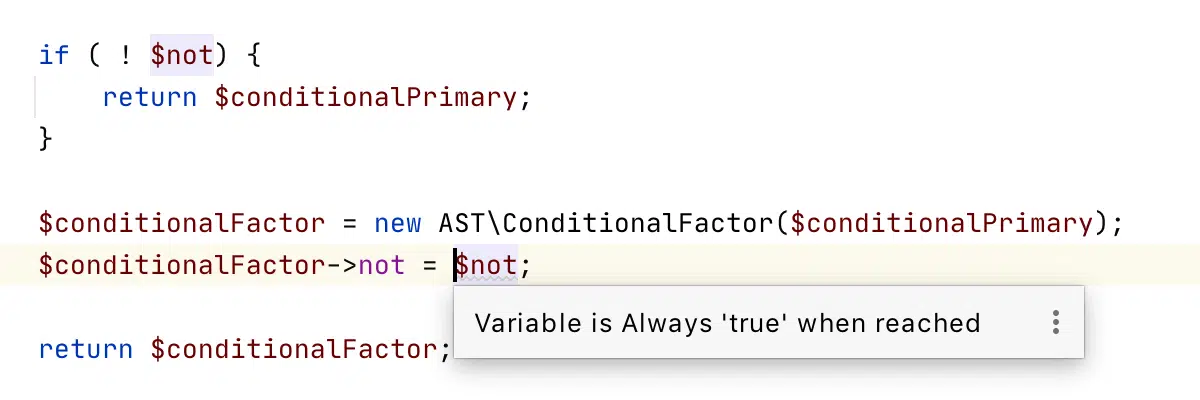 if ( ! $not) {
    return $conditionalPrimary;
}
$conditionalFactor = new AST\ConditionalFactor($conditionalPrimary);
$conditionalFactor->not = $not;
Variable is Always 'true' when reached
return $conditionalFactor;